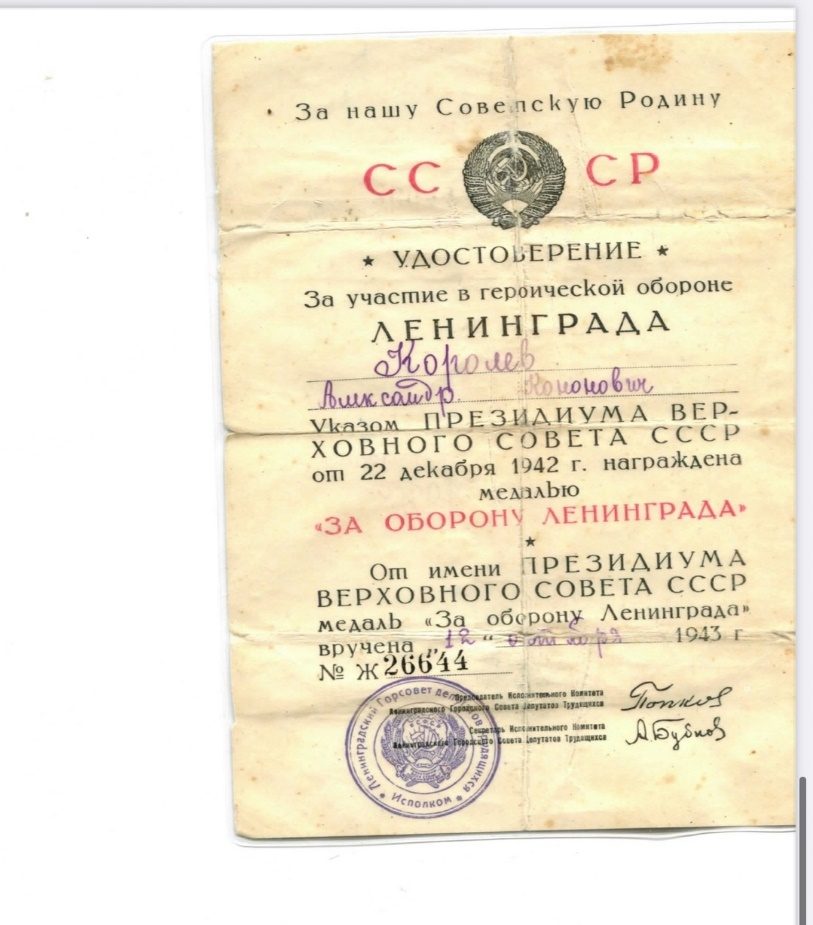 За нашу Советскую Родину
СССР
★ УДОСТОВЕРЕНИЕ ★
За участие в героической обороне
ЛЕНИНГРАДА
Королев
Александр. Кононович
Указом ПРЕЗИДИУМА ВЕР-
ХОВНОГО СОВЕТА СССР
от 22 декабря 1942 г. награждена
медалью
«ЗА ОБОРОНУ ЛЕНИНГРАДА»
★
От имени ПРЕЗИДИУМА
ВЕРХОВНОГО СОВЕТА СССР
медаль «За оборону Ленинграда»
вручена „12“ октября 1943 г
№ Ж 26644
Председатель Исполнительного Комитета
Ленинградского Городского Совета Депутатов Трудящихся
Попков
Секретарь Исполнительного Комитета
Ленинградского Городского Совета Депутатов Трудящихся
А Бубнов
Ленинградский Горсовет депутатов трудящихся
Исполком